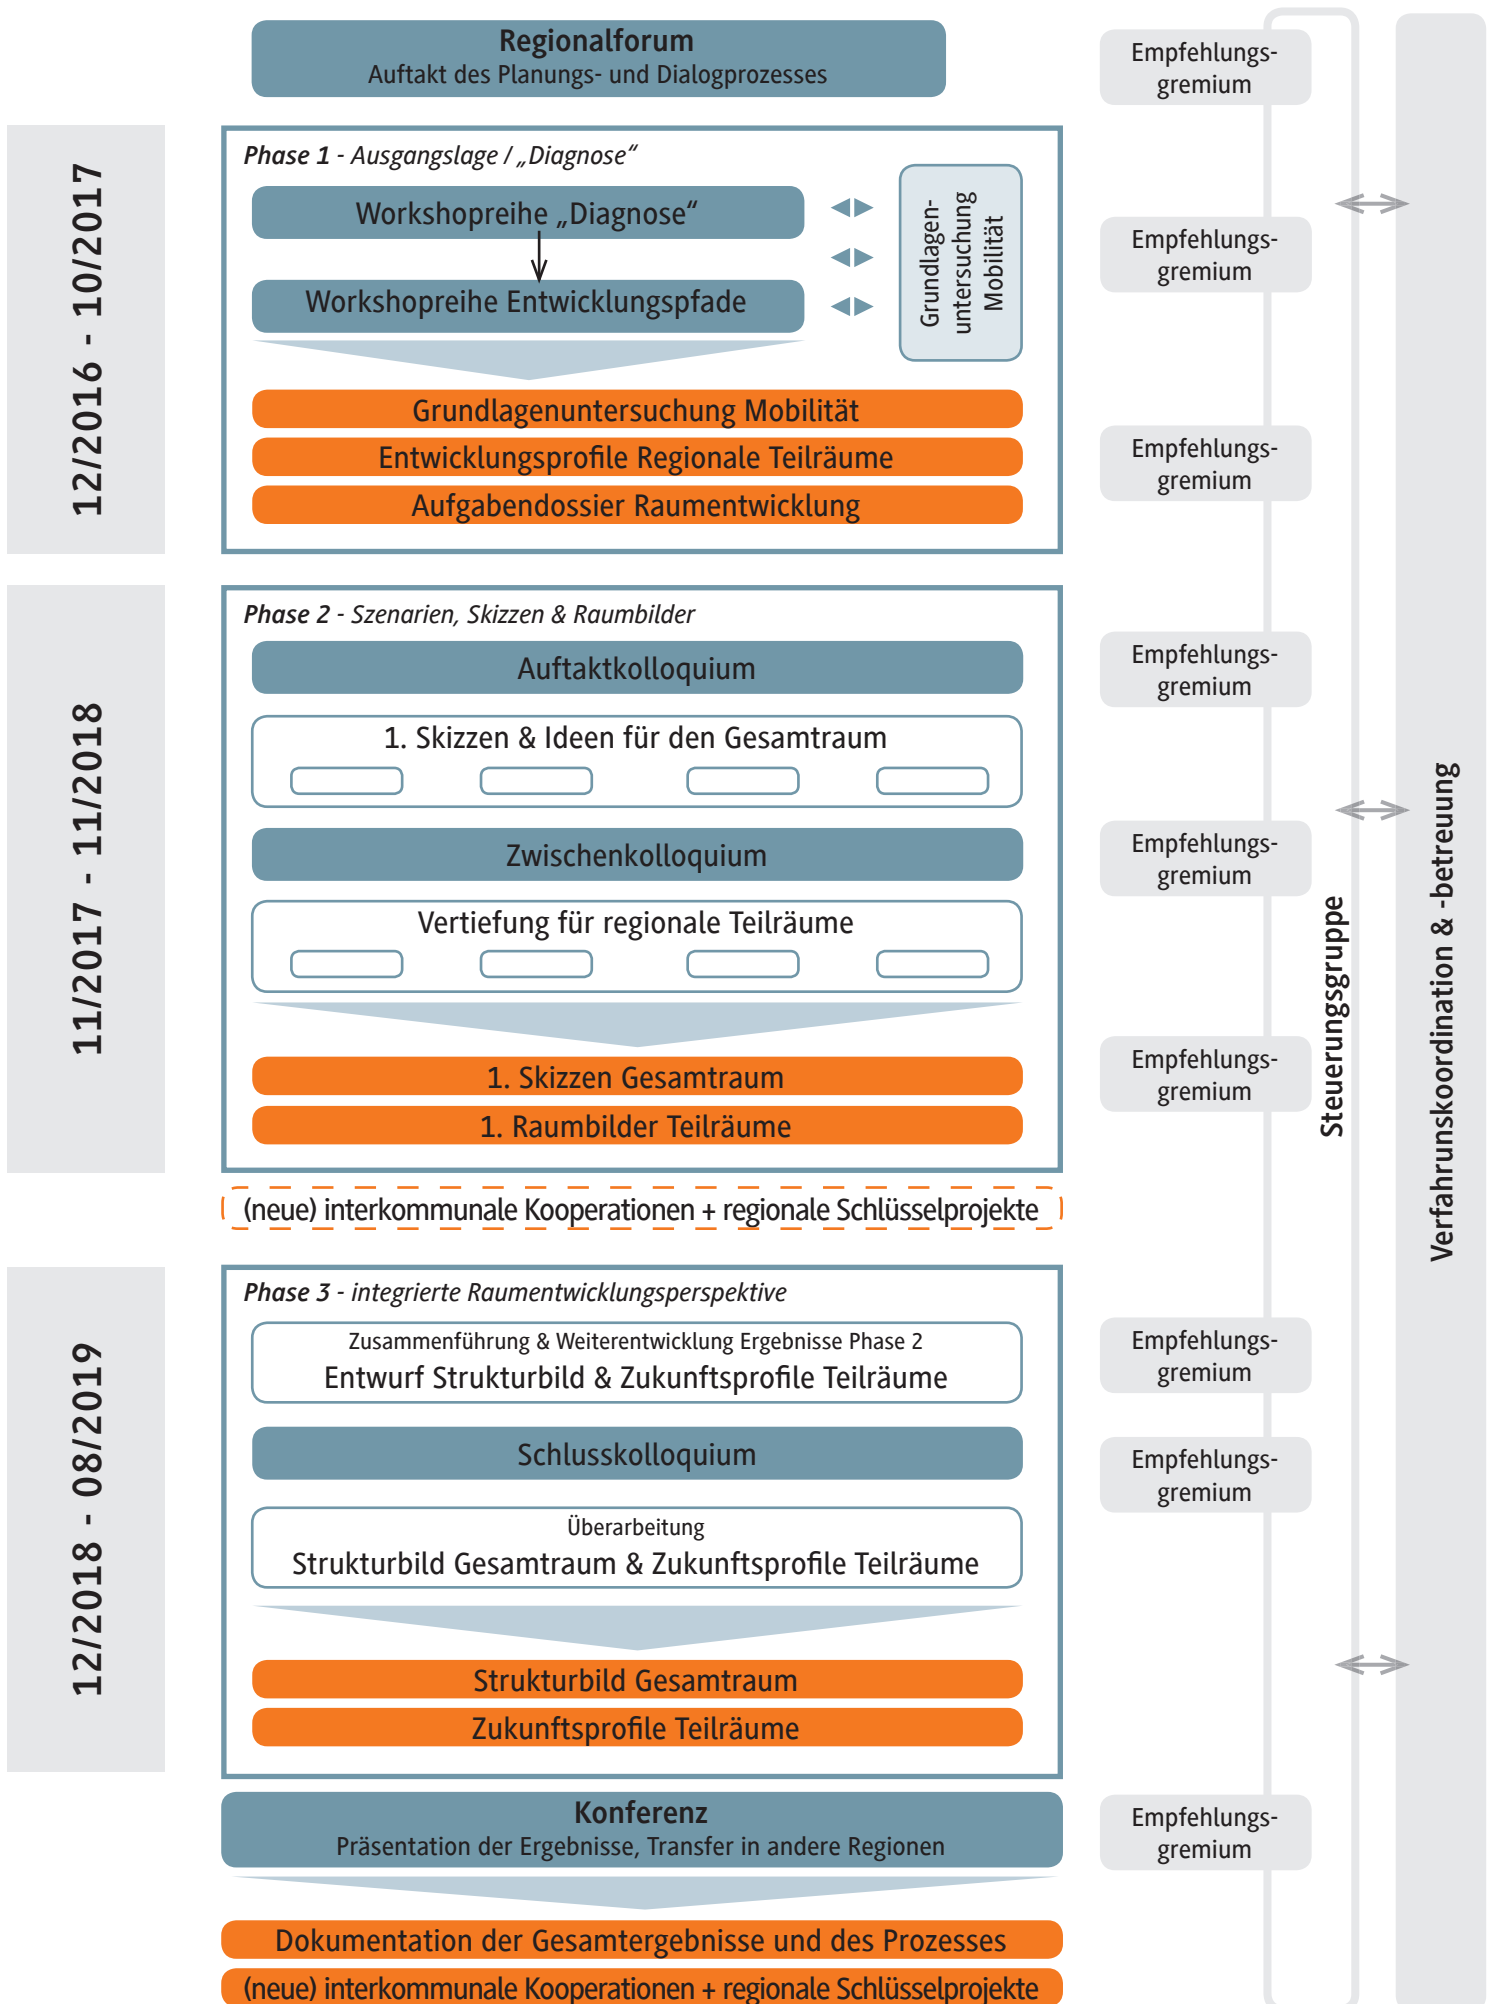 Regionalforum
Auftakt des Planungs- und Dialogprozesses
Empfehlungs-
gremium
12/2016 - 10/2017
Phase 1 - Ausgangslage / „Diagnose“
Workshopreihe „Diagnose“
Workshopreihe Entwicklungspfade
Grundlagen-
untersuchung
Mobilität
Grundlagenuntersuchung Mobilität
Entwicklungsprofile Regionale Teilräume
Aufgabendossier Raumentwicklung
Empfehlungs-
gremium
Empfehlungs-
gremium
11/2017 - 11/2018
Phase 2 - Szenarien, Skizzen & Raumbilder
Auftaktkolloquium
1. Skizzen & Ideen für den Gesamtraum
Zwischenkolloquium
Vertiefung für regionale Teilräume
1. Skizzen Gesamtraum
1. Raumbilder Teilräume
Empfehlungs-
gremium
Empfehlungs-
gremium
Empfehlungs-
gremium
(neue) interkommunale Kooperationen + regionale Schlüsselprojekte
12/2018 - 08/2019
Phase 3 - integrierte Raumentwicklungsperspektive
Zusammenführung & Weiterentwicklung Ergebnisse Phase 2
Entwurf Strukturbild & Zukunftsprofile Teilräume
Schlusskolloquium
Überarbeitung
Strukturbild Gesamtraum & Zukunftsprofile Teilräume
Strukturbild Gesamtraum
Zukunftsprofile Teilräume
Empfehlungs-
gremium
Empfehlungs-
gremium
Konferenz
Präsentation der Ergebnisse, Transfer in andere Regionen
Empfehlungs-
gremium
Dokumentation der Gesamtergebnisse und des Prozesses
(neue) interkommunale Kooperationen + regionale Schlüsselprojekte
Steuerungsgruppe
Verfahrunskoordination & -betreuung